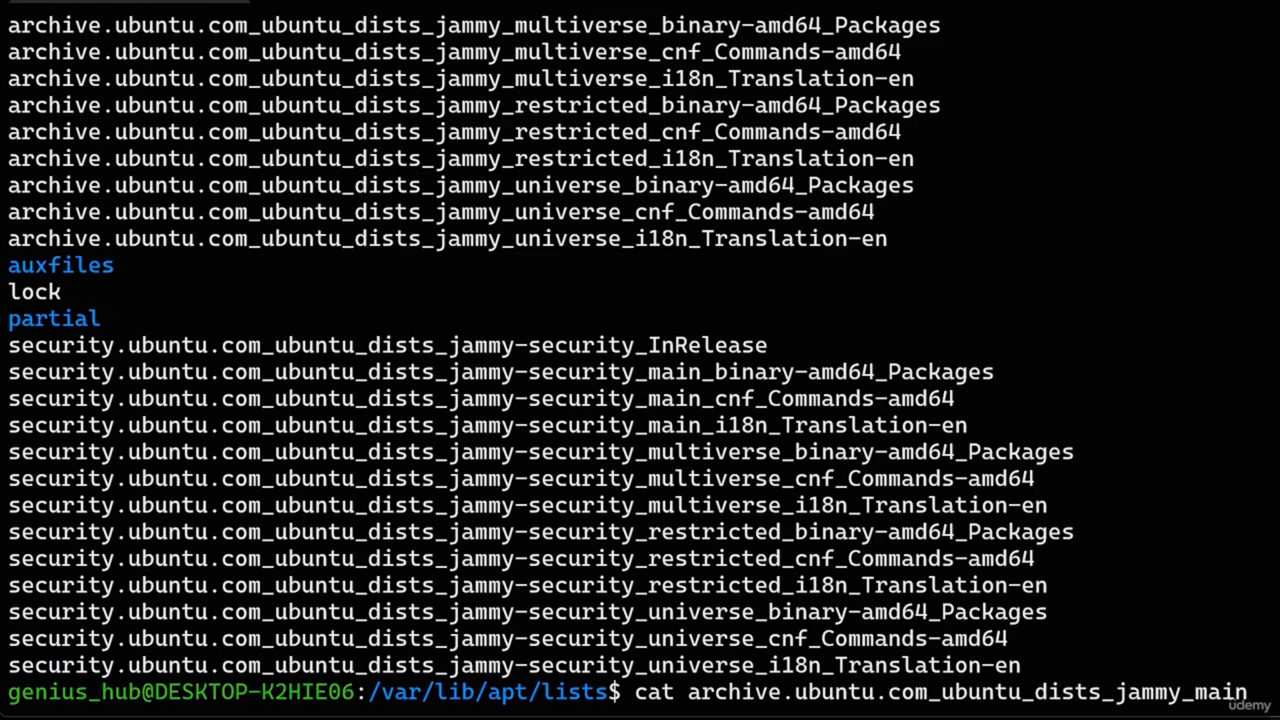 archive.ubuntu.com_ubuntu_dists_jammy_multiverse_binary-amd64_Packages
archive.ubuntu.com_ubuntu_dists_jammy_multiverse_cnf_Commands-amd64
archive.ubuntu.com_ubuntu_dists_jammy_multiverse_i18n_Translation-en
archive.ubuntu.com_ubuntu_dists_jammy_restricted_binary-amd64_Packages
archive.ubuntu.com_ubuntu_dists_jammy_restricted_cnf_Commands-amd64
archive.ubuntu.com_ubuntu_dists_jammy_restricted_i18n_Translation-en
archive.ubuntu.com_ubuntu_dists_jammy_universe_binary-amd64_Packages
archive.ubuntu.com_ubuntu_dists_jammy_universe_cnf_Commands-amd64
archive.ubuntu.com_ubuntu_dists_jammy_universe_i18n_Translation-en
auxfiles
lock
partial
security.ubuntu.com_ubuntu_dists_jammy-security_InRelease
security.ubuntu.com_ubuntu_dists_jammy-security_main_binary-amd64_Packages
security.ubuntu.com_ubuntu_dists_jammy-security_main_cnf_Commands-amd64
security.ubuntu.com_ubuntu_dists_jammy-security_main_i18n_Translation-en
security.ubuntu.com_ubuntu_dists_jammy-security_multiverse_binary-amd64_Packages
security.ubuntu.com_ubuntu_dists_jammy-security_multiverse_cnf_Commands-amd64
security.ubuntu.com_ubuntu_dists_jammy-security_multiverse_i18n_Translation-en
security.ubuntu.com_ubuntu_dists_jammy-security_restricted_binary-amd64_Packages
security.ubuntu.com_ubuntu_dists_jammy-security_restricted_cnf_Commands-amd64
security.ubuntu.com_ubuntu_dists_jammy-security_restricted_i18n_Translation-en
security.ubuntu.com_ubuntu_dists_jammy-security_universe_binary-amd64_Packages
security.ubuntu.com_ubuntu_dists_jammy-security_universe_cnf_Commands-amd64
security.ubuntu.com_ubuntu_dists_jammy-security_universe_i18n_Translation-en
genius_hub@DESKTOP-K2HIE06:/var/lib/apt/lists$ cat archive.ubuntu.com_ubuntu_dists_jammy_main
udemy